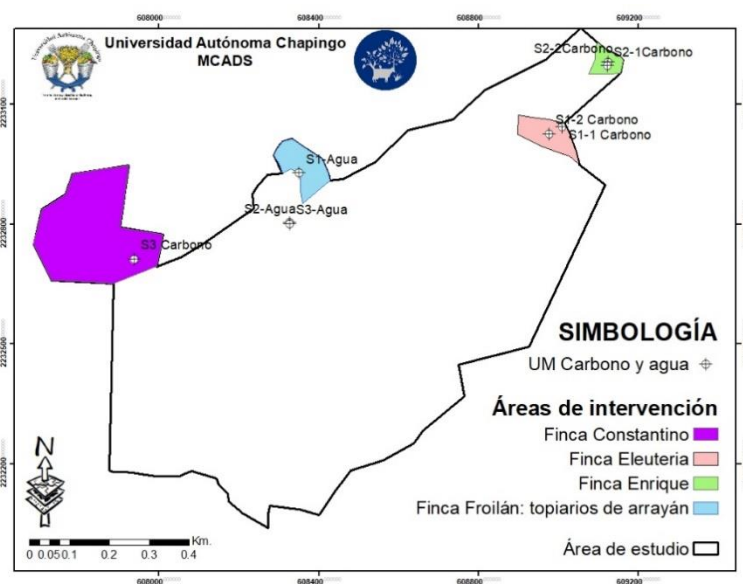 608000 608400 608800 609200
Universidad Autónoma Chapingo
MCADS
S2-2Carbono S2-1Carbono
2233100
S1-2 Carbono
S1-1 Carbono
S1-Agua
S2-AguaS3-Agua
2232800
S3 Carbono
SIMBOLOGÍA
2232500
UM Carbono y agua
Áreas de intervención
Finca Constantino
Finca Eleuteria
2232200
N
Finca Enrique
Finca Froilán: topiarios de arrayán
Km.
0 0.050.1 0.2 0.3 0.4
Área de estudio
608000 608400 608800 609200